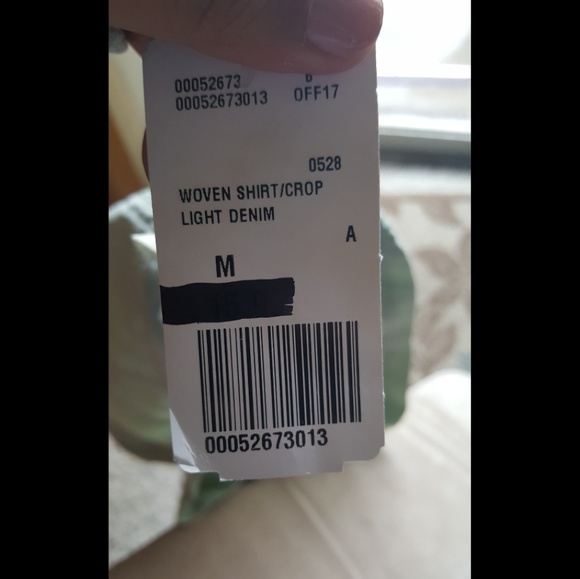 00052673
00052673013 OFF17
0528
WOVEN SHIRT/CROP
LIGHT DENIM
A
M
00052673013